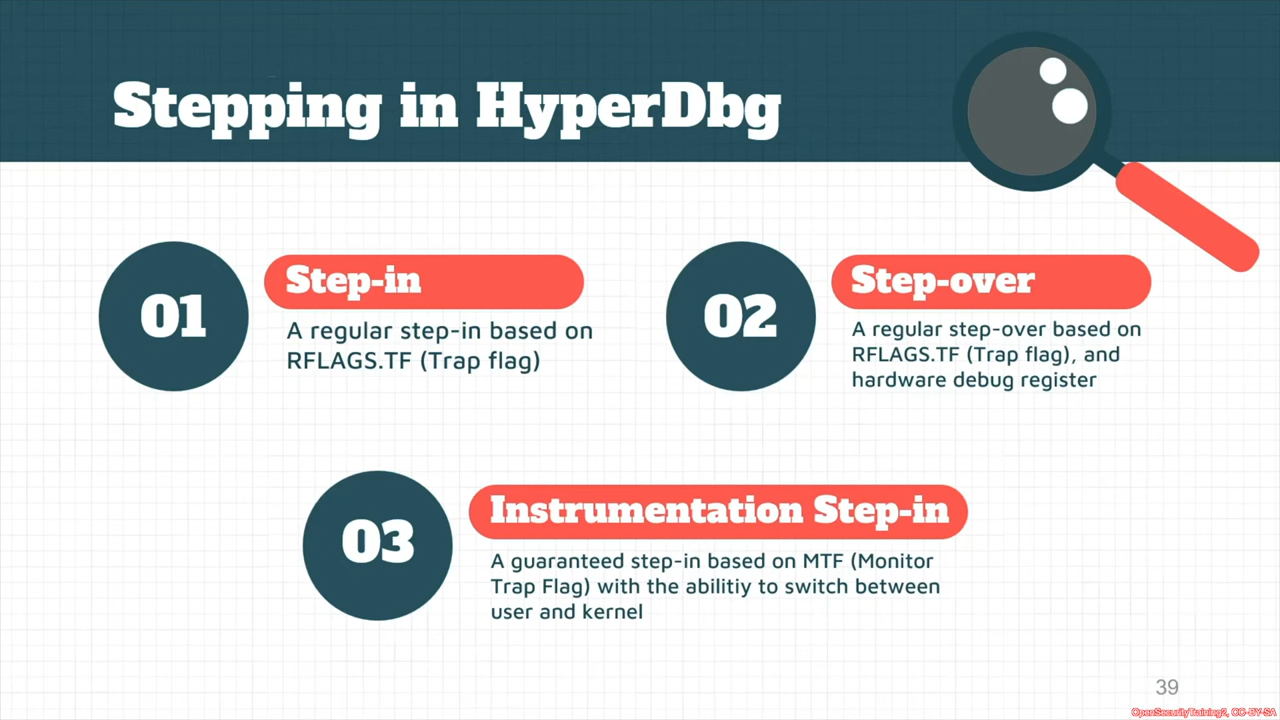 Stepping in HyperDbg
01
Step-in
A regular step-in based on
RFLAGS.TF (Trap flag)
02
Step-over
A regular step-over based on
RFLAGS.TF (Trap flag), and
hardware debug register
03
Instrumentation Step-in
A guaranteed step-in based on MTF (Monitor
Trap Flag) with the abilitiy to switch between
user and kernel
39
OpenSecurityTraining2, CC-BY-SA